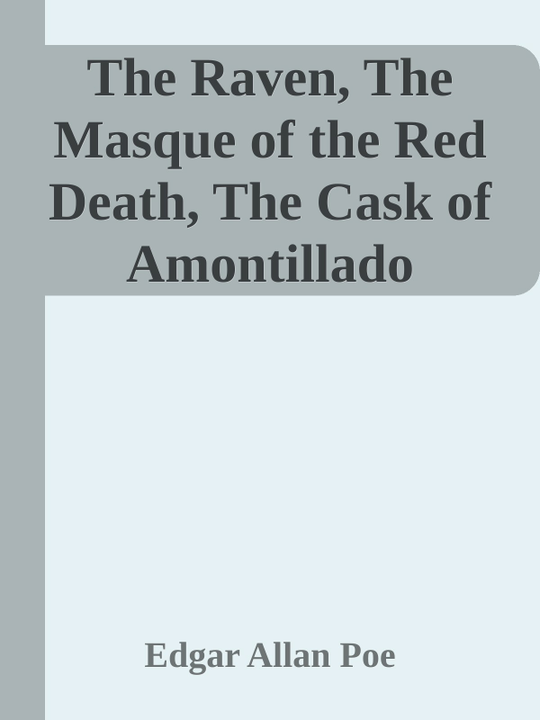 The Raven, The
Masque of the Red
Death, The Cask of
Amontillado
Edgar Allan Poe